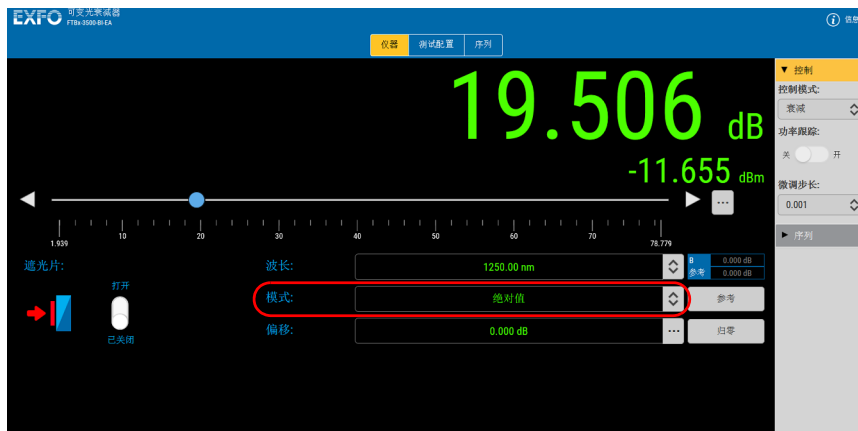 EXFO 可变光衰减器
FTBx-3500-BI-EA
信息
仪器 测试配置 序列
19.506 dB
-11.655 dBm
...
1.939 10 20 30 40 50 60 70 78.779
遮光片:
打开
已关闭
波长: 1250.00 nm
B 0.000 dB
参考 0.000 dB
模式: 绝对值 参考
偏移: 0.000 dB ... 归零
控制
控制模式:
衰减
功率跟踪:
关 开
微调步长:
0.001
序列